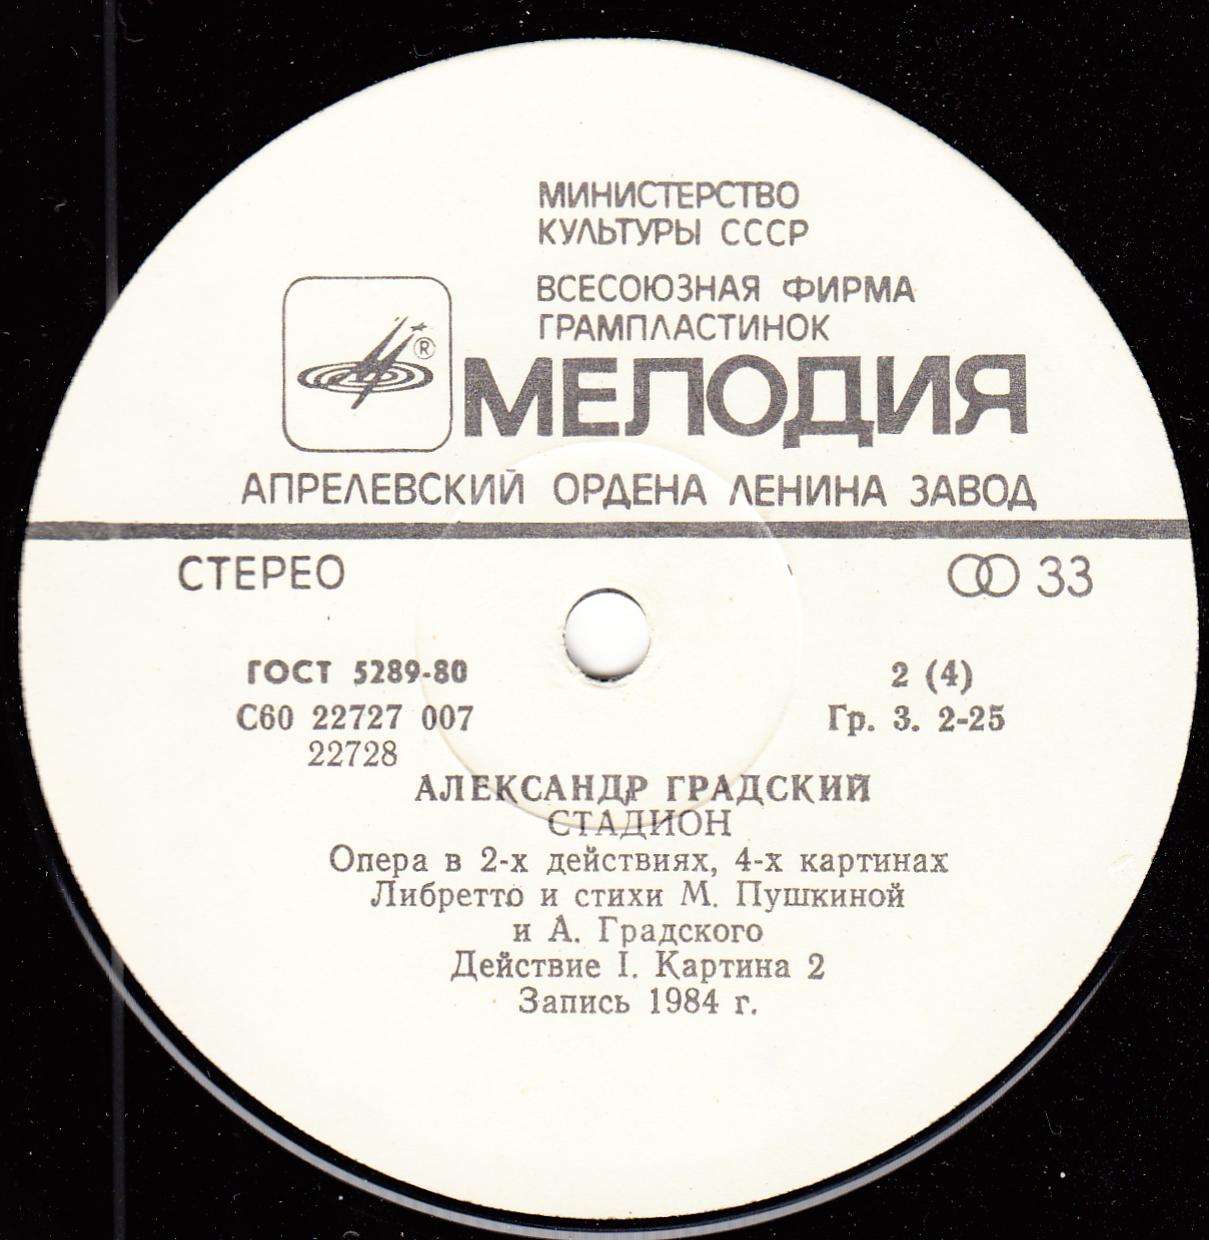 МИНИСТЕРСТВО
КУЛЬТУРЫ СССР
ВСЕСОЮЗНАЯ ФИРМА
ГРАМПЛАСТИНОК
®
МЕЛОДИЯ
АПРЕЛЕВСКИЙ ОРДЕНА ЛЕНИНА ЗАВОД
СТЕРЕО
33
ГОСТ 5289-80
2 (4)
С60 22727 007
Гр. 3. 2-25
22728
АЛЕКСАНДР ГРАДСКИЙ
СТАДИОН
Опера в 2-х действиях, 4-х картинах
Либретто и стихи М. Пушкиной
и А. Градского
Действие I. Картина 2
Запись 1984 г.